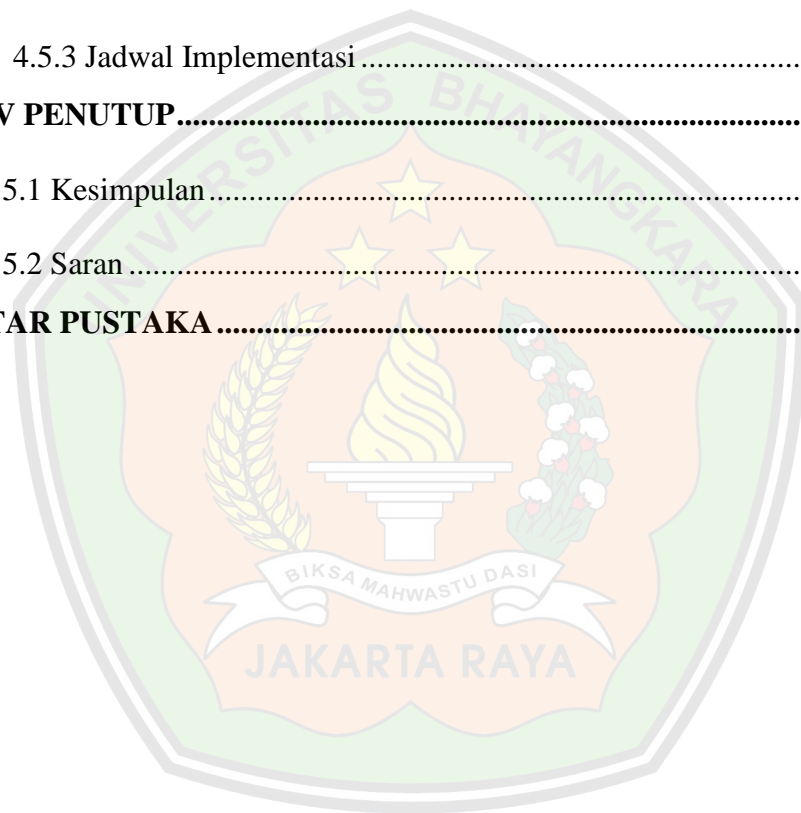 4.5.3 Jadwal Implementasi........................................................
V PENUTUP..............................................................................
5.1 Kesimpulan..........................................................................
5.2 Saran....................................................................................
TAR PUSTAKA.........................................................................
UNIVERSITAS BHAYANGKARA
BIKSA MAHWASTU DASI
JAKARTA RAYA